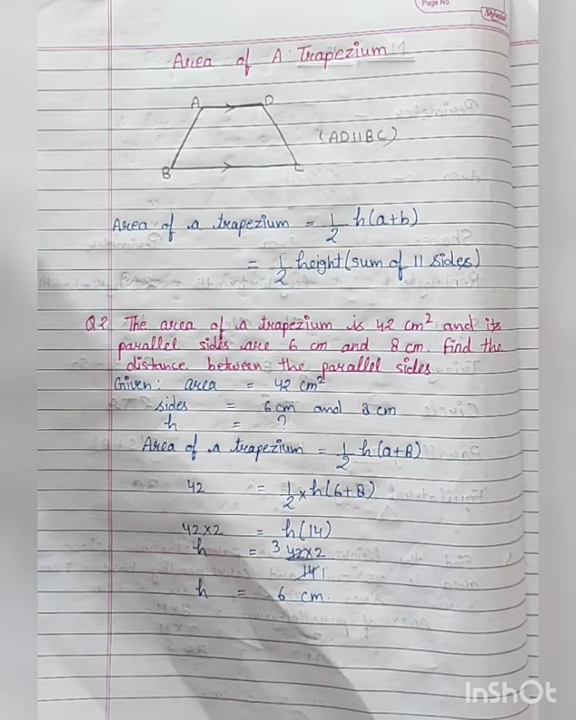 Page No.
Area of A Trapezium
A D
(AD||BC)
B C
Area of a trapezium = 1/2 h(a+b)
= 1/2 height (sum of 11 sides)
Q2 The area of a trapezium is 42 cm² and its
parallel sides are 6 cm and 8 cm. find the
distance between the parallel sides
Given: area = 42 cm²
sides = 6 cm and 8 cm
h = ?
Area of a trapezium = 1/2 h(a+B)
42 = 1/2 × h(6+8)
42×2 = h(14)
h = 3 42×2
14 1
h = 6 cm.
InShOt